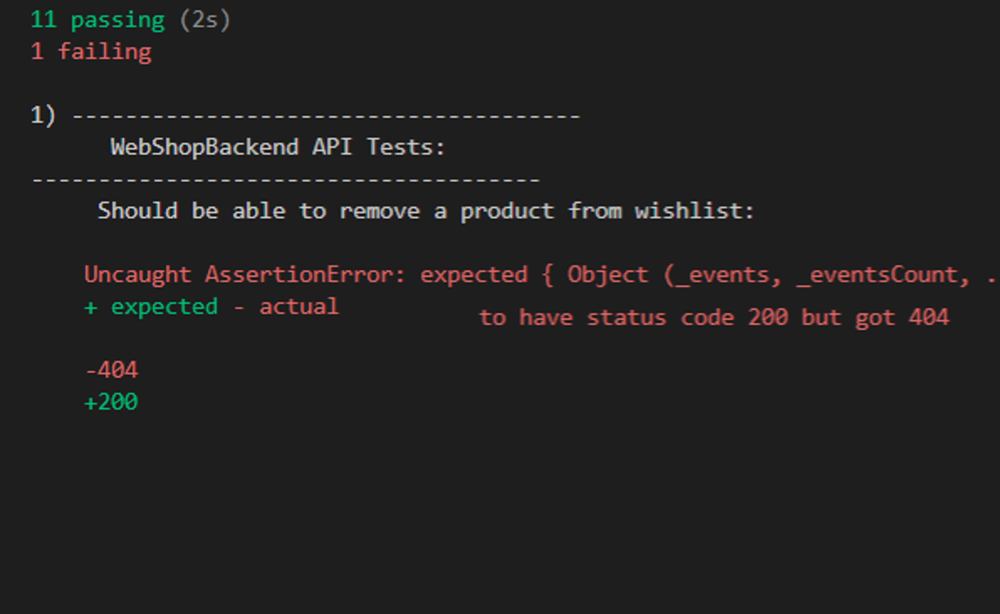 11 passing (2s)
1 failing
1) --------------------------------------
WebShopBackend API Tests:
--------------------------------------
Should be able to remove a product from wishlist:
Uncaught AssertionError: expected { Object (_events, _eventsCount, .
+ expected - actual
to have status code 200 but got 404
-404
+200